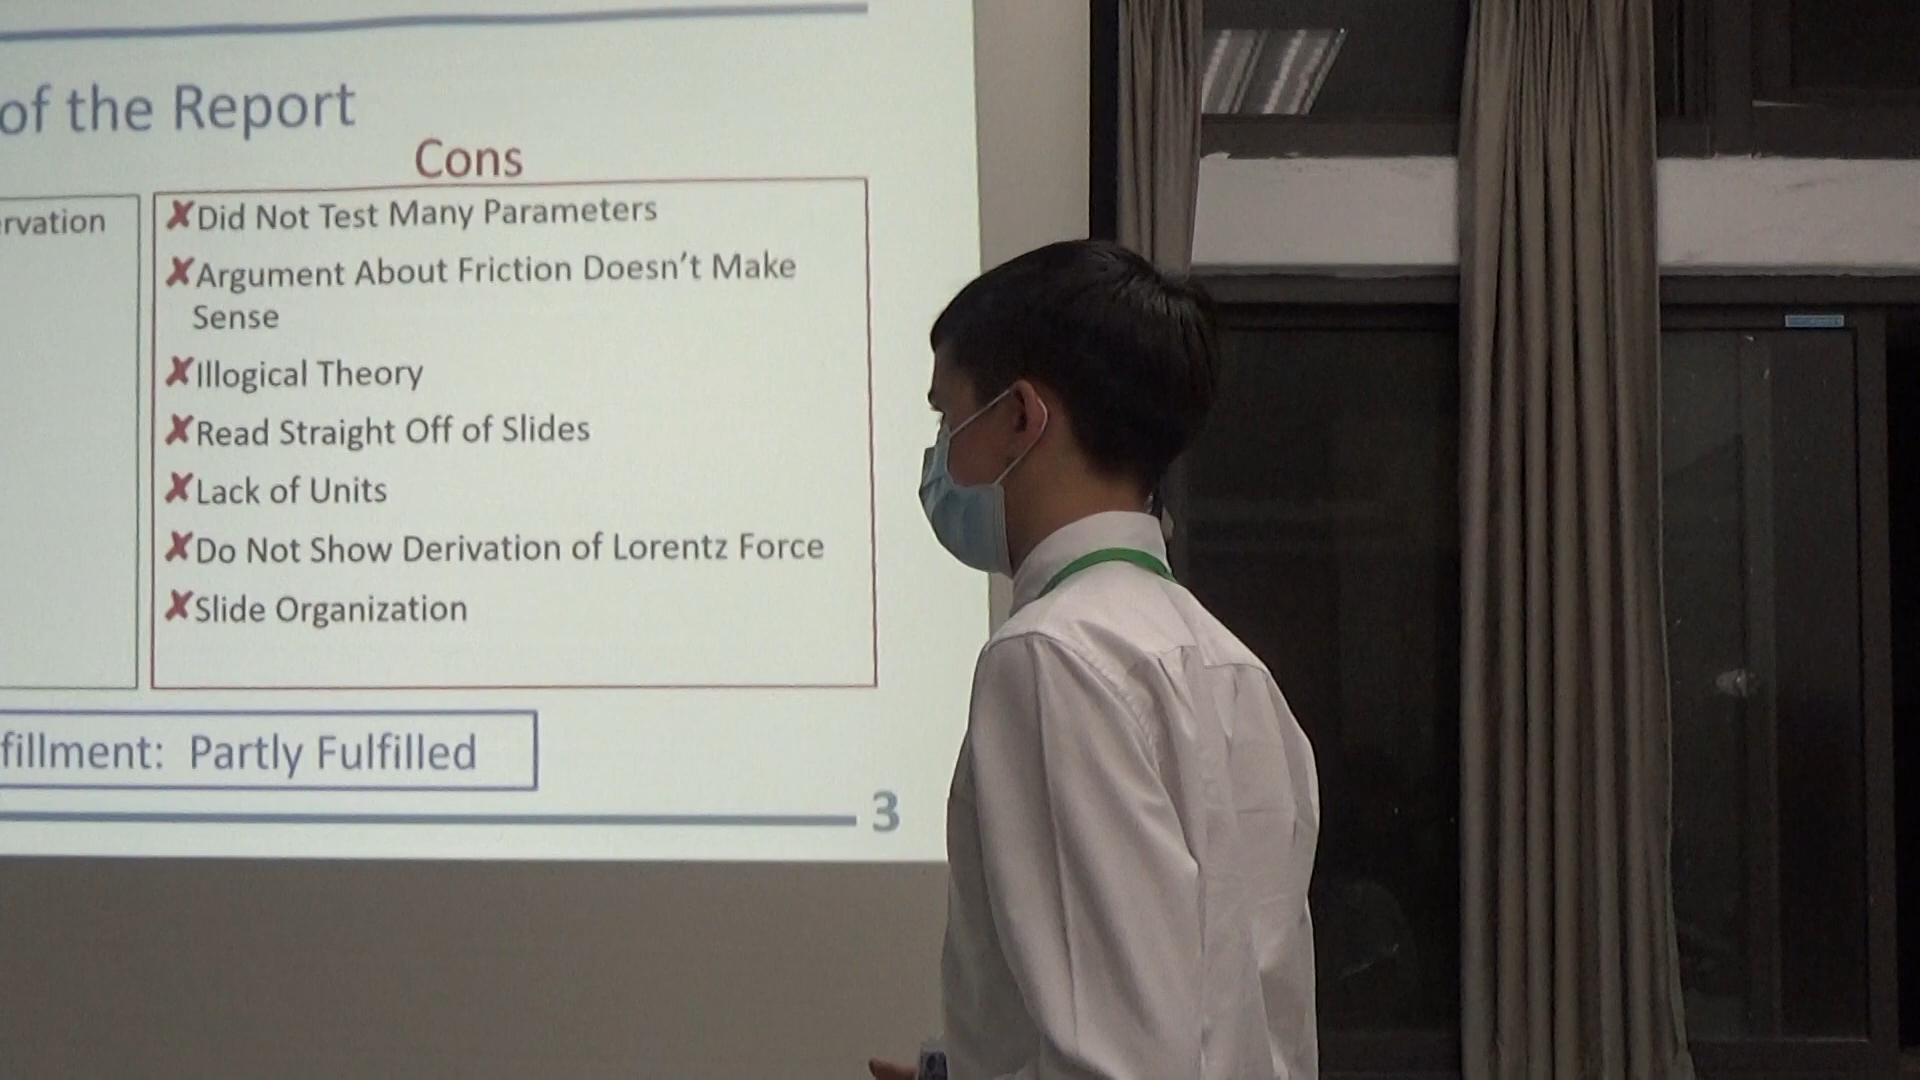 of the Report
Cons
rvation
✗Did Not Test Many Parameters
✗Argument About Friction Doesn't Make
Sense
✗Illogical Theory
✗Read Straight Off of Slides
✗Lack of Units
✗Do Not Show Derivation of Lorentz Force
✗Slide Organization
fillment: Partly Fulfilled
3